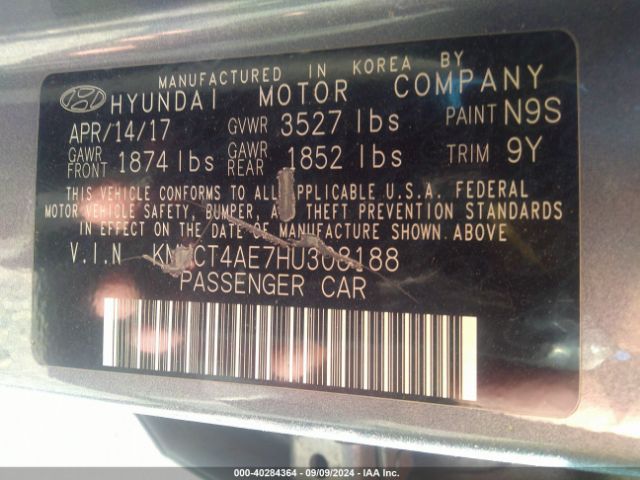 MANUFACTURED IN KOREA BY
HYUNDAI MOTOR COMPANY
APR/14/17 GVWR 3527 lbs PAINT N9S
GAWR FRONT 1874 lbs GAWR REAR 1852 lbs TRIM 9Y
THIS VEHICLE CONFORMS TO ALL APPLICABLE U.S.A. FEDERAL
MOTOR VEHICLE SAFETY, BUMPER, THEFT PREVENTION STANDARDS
IN EFFECT ON THE DATE OF MANUFACTURE SHOWN ABOVE
V.I.N
PASSENGER CAR
000-40284364 - 09/09/2024 - IAA Inc.